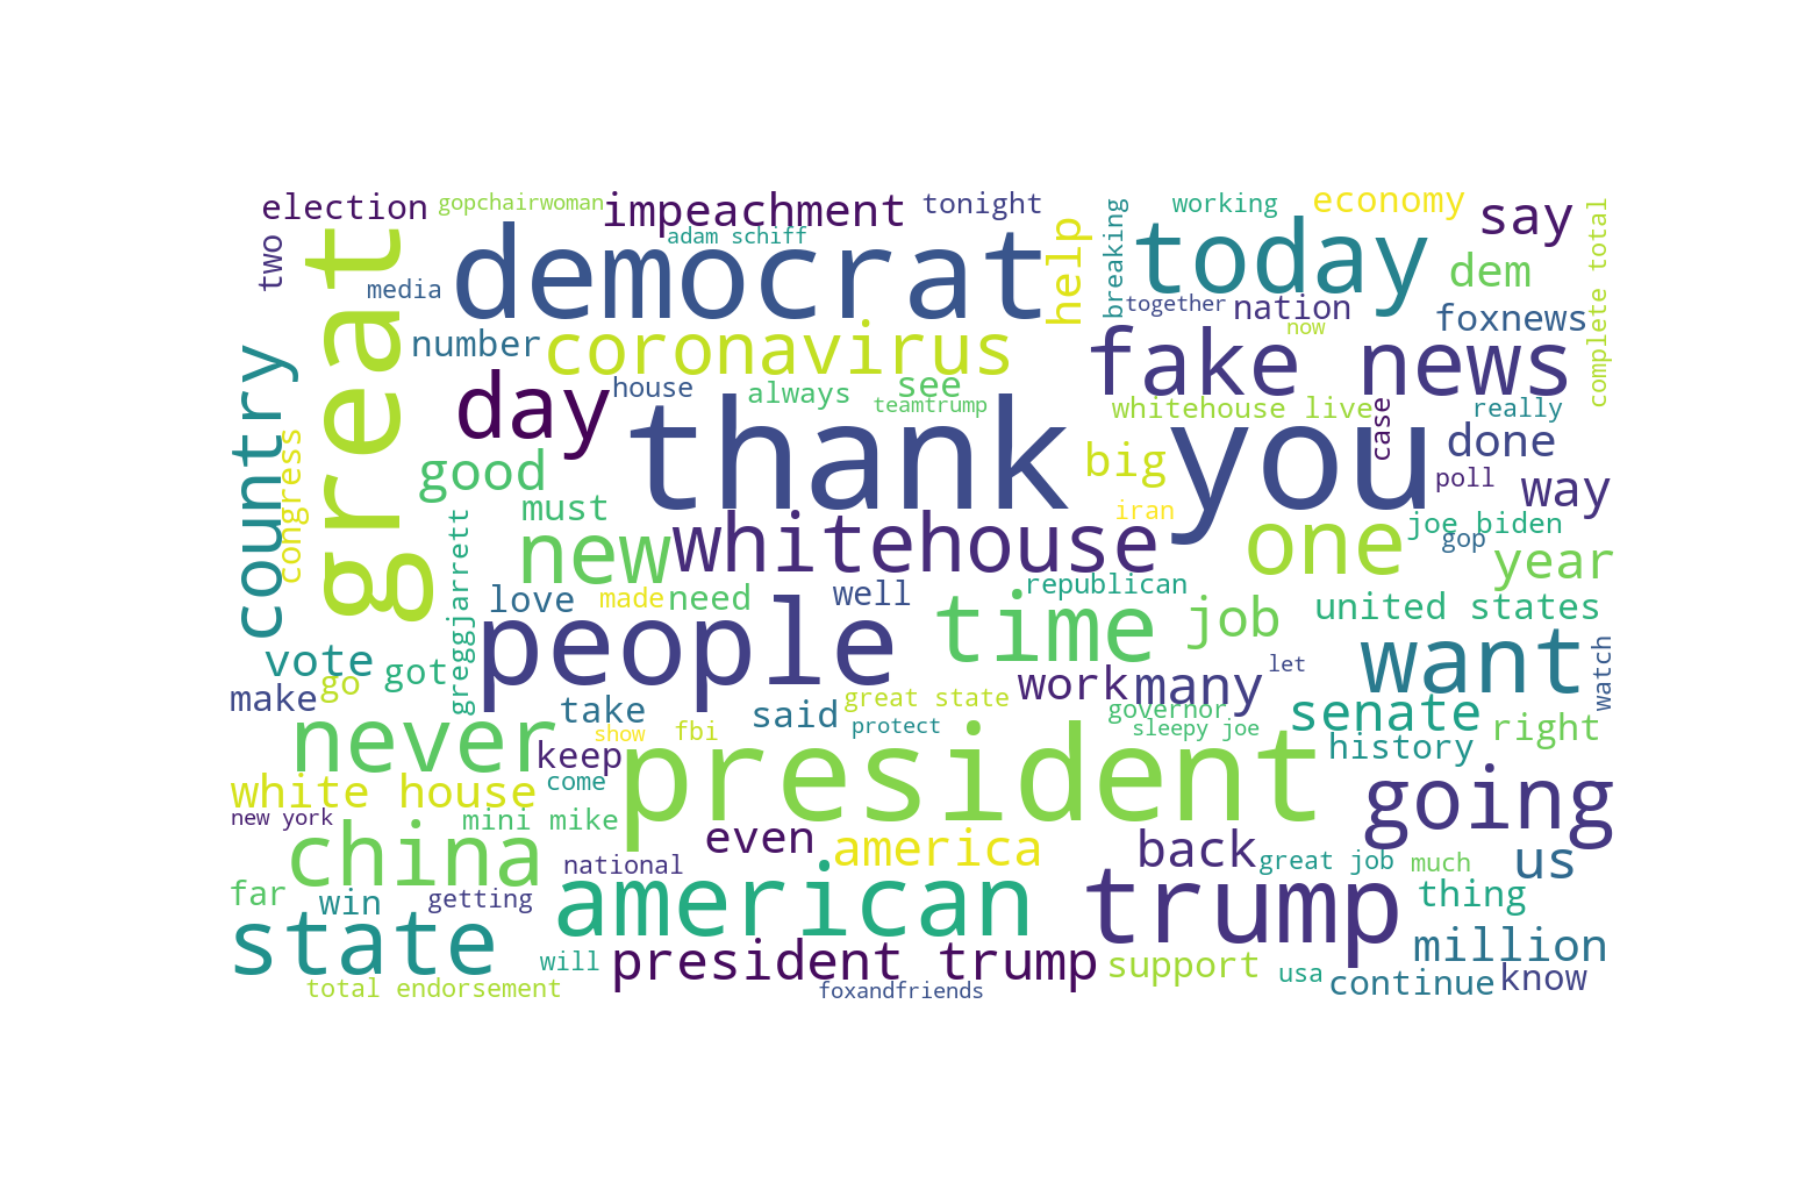 election
gopchairwoman
impeachment
tonight
working
economy
say
two
great
adam schiff
democrat
help
breaking
today
dem
complete total
media
together
nation
foxnews
number
coronavirus
now
fake news
country
day
house
always
see
teamtrump
whitehouse live
case
really
congress
good
thank you
big
done
poll
way
must
iran
joe biden
gop
greggjarrett
new
whitehouse
one
year
love
made
need
well
republican
time
job
united states
people
vote
got
let
want
watch
make
go
take
said
great state
work
many
governor
senate
right
never
show
fbi
protect
sleepy joe
history
keep
president
white house
come
going
new york
mini mike
even
america
back
china
national
great job
much
us
far
win
getting
american
trump
thing
state
will
president trump
support
usa
million
total endorsement
foxandfriends
continue
know